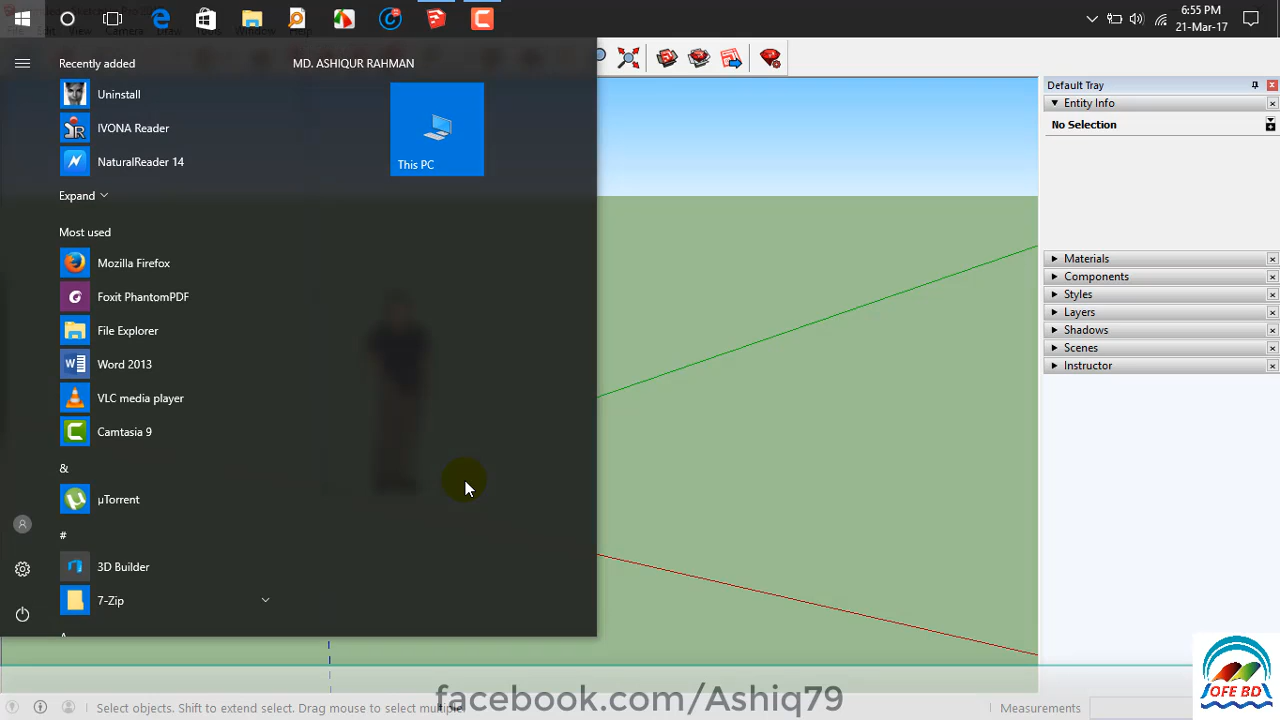 6:55 PM
21-Mar-17
Recently added
Uninstall
IVONA Reader
NaturalReader 14
Expand
Most used
Mozilla Firefox
Foxit PhantomPDF
File Explorer
Word 2013
VLC media player
Camtasia 9
&
µTorrent
#
3D Builder
7-Zip
MD. ASHIQUR RAHMAN
This PC
Default Tray
Entity Info
No Selection
Materials
Components
Styles
Layers
Shadows
Scenes
Instructor
OFE BD
facebook.com/Ashiq79
Select objects. Shift to extend select. Drag mouse to select multiple.
Measurements